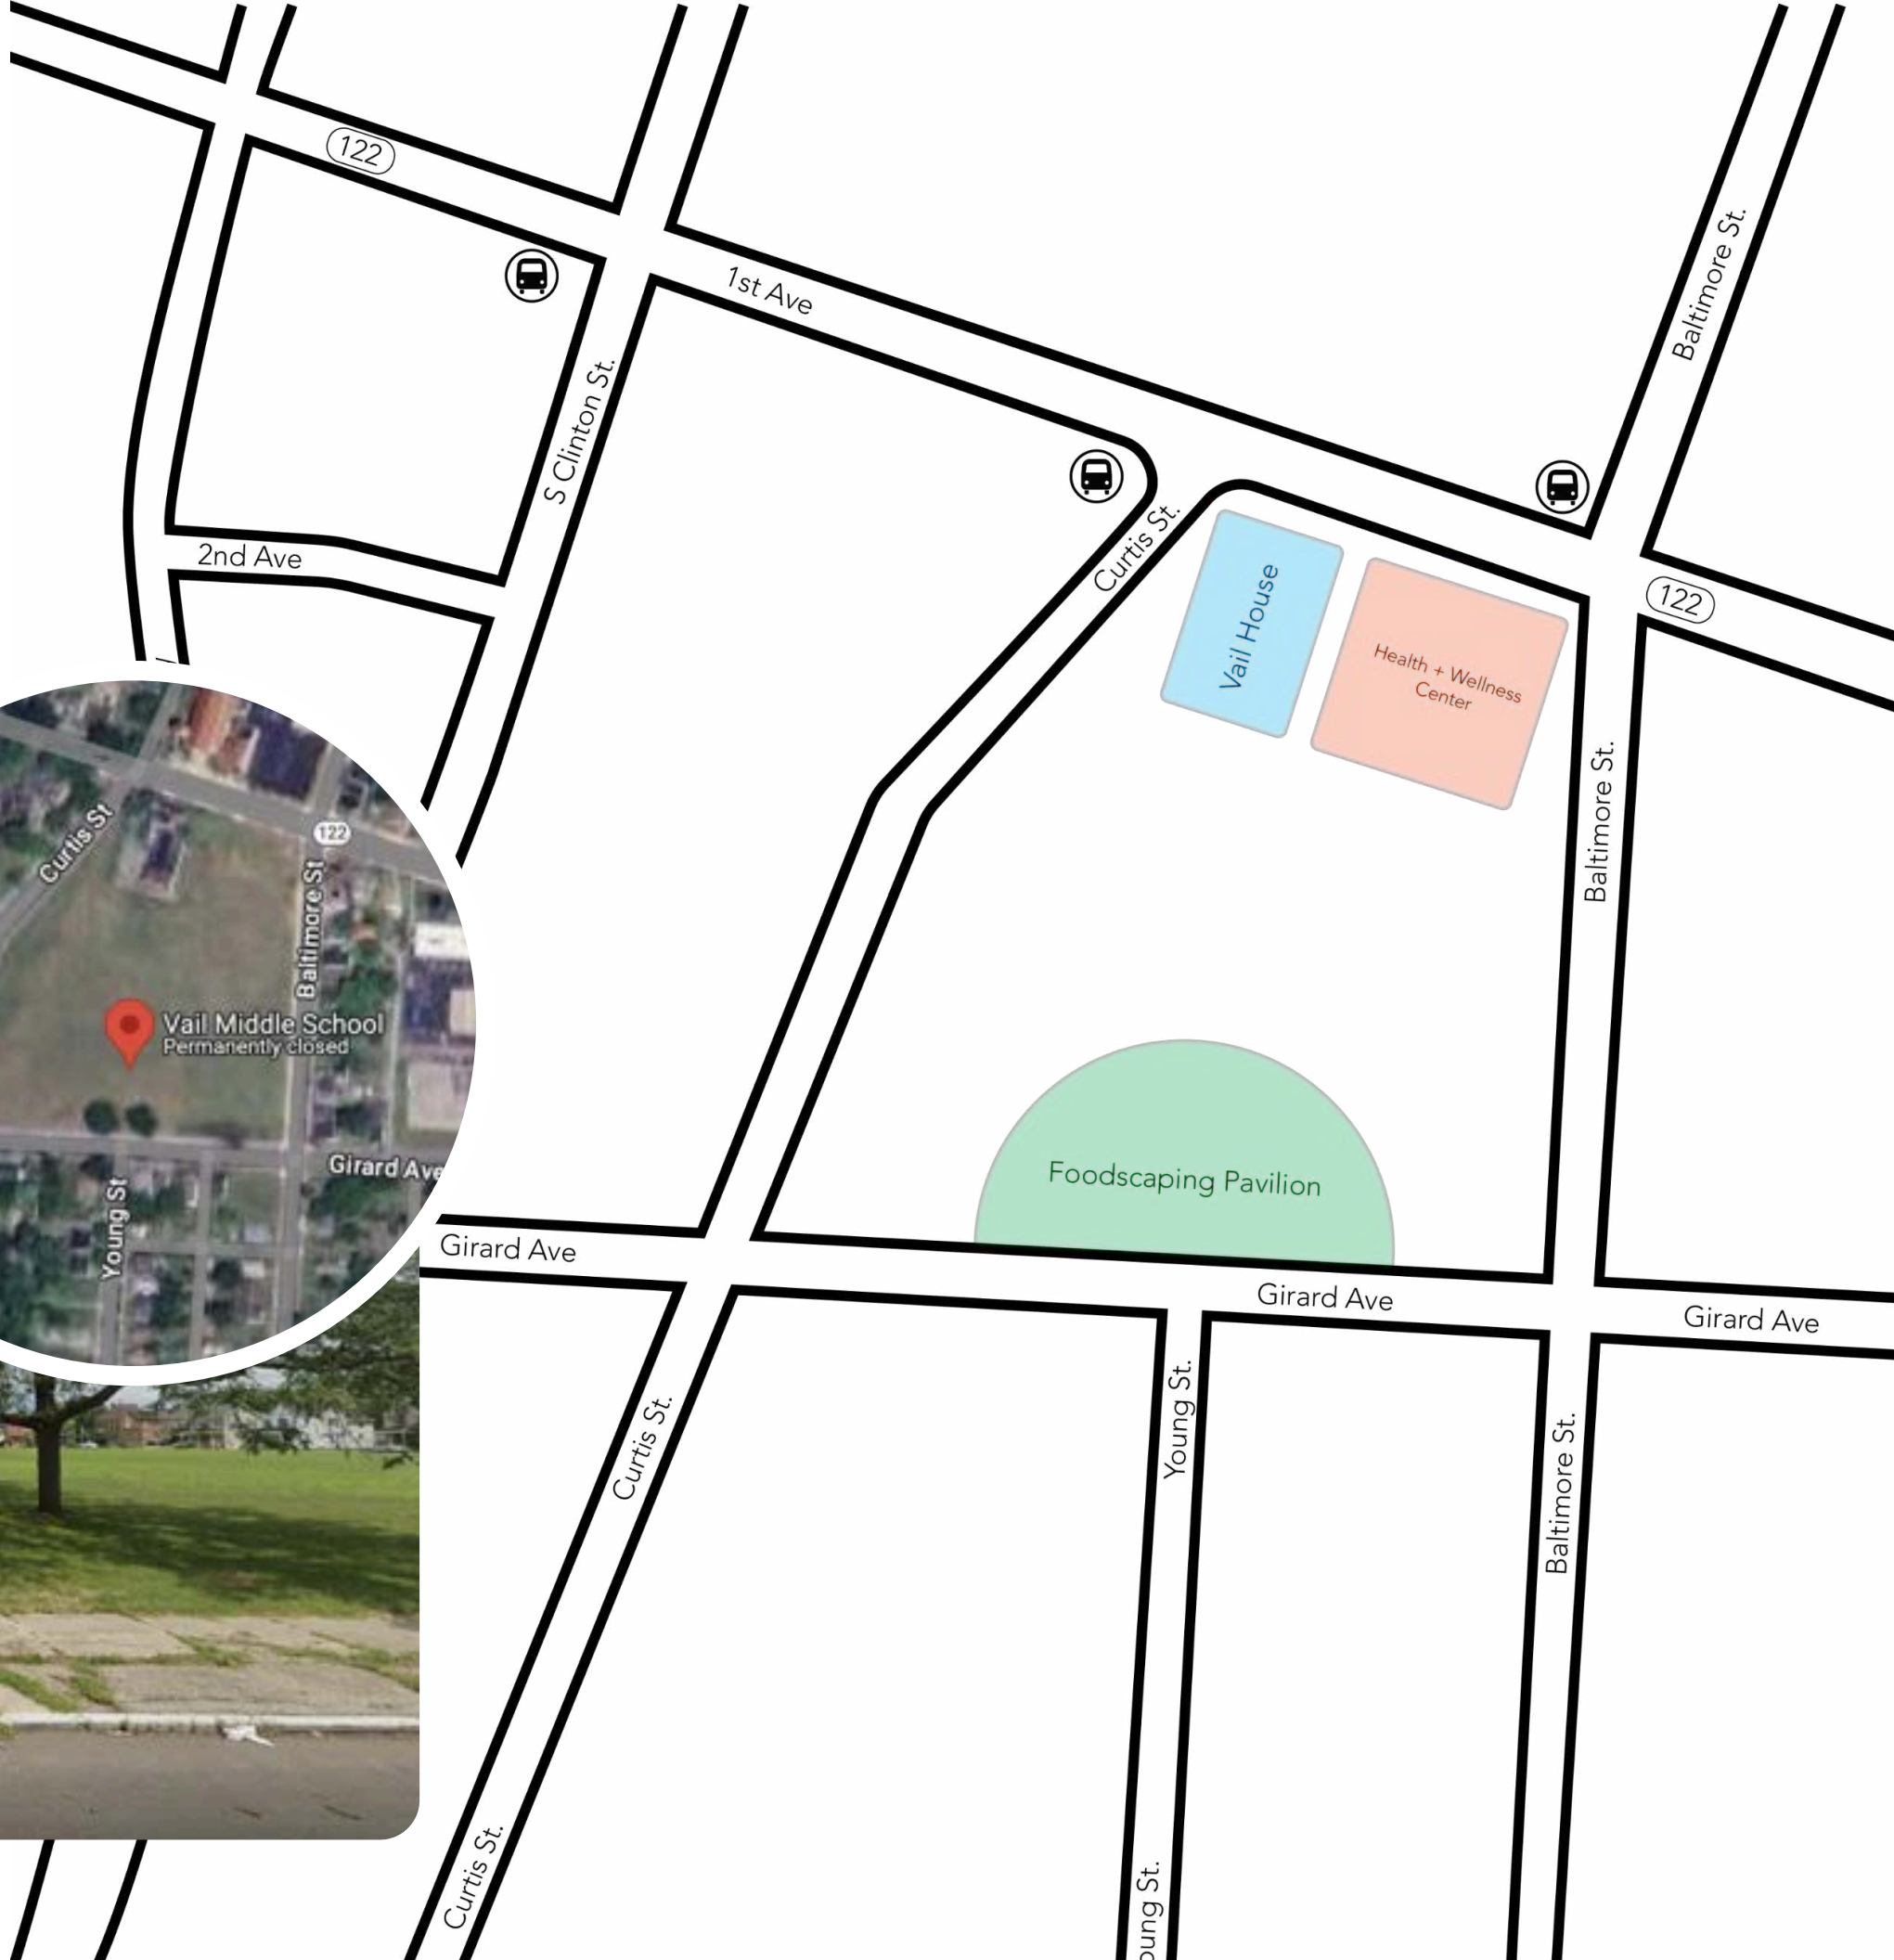 122
1st Ave
Baltimore St.
S Clinton St.
2nd Ave
Curtis St.
Vail House
Health + Wellness
Center
122
Baltimore St.
Curtis St
122
Baltimore St
Vail Middle School
Permanently closed
Girard Ave
Young St
Foodscaping Pavilion
Girard Ave
Girard Ave
Girard Ave
Young St.
Curtis St.
Baltimore St.
Curtis St.
oung St.